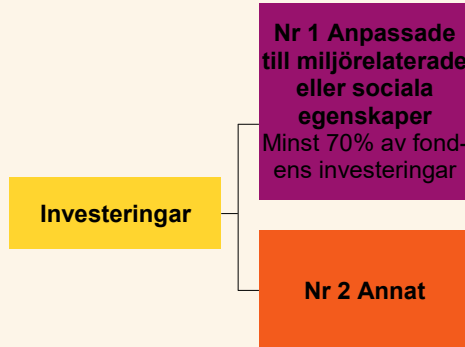 Nr 1 Anpassade
till miljörelaterade
eller sociala
egenskaper
Minst 70% av fond-
ens investeringar
Investeringar
Nr 2 Annat